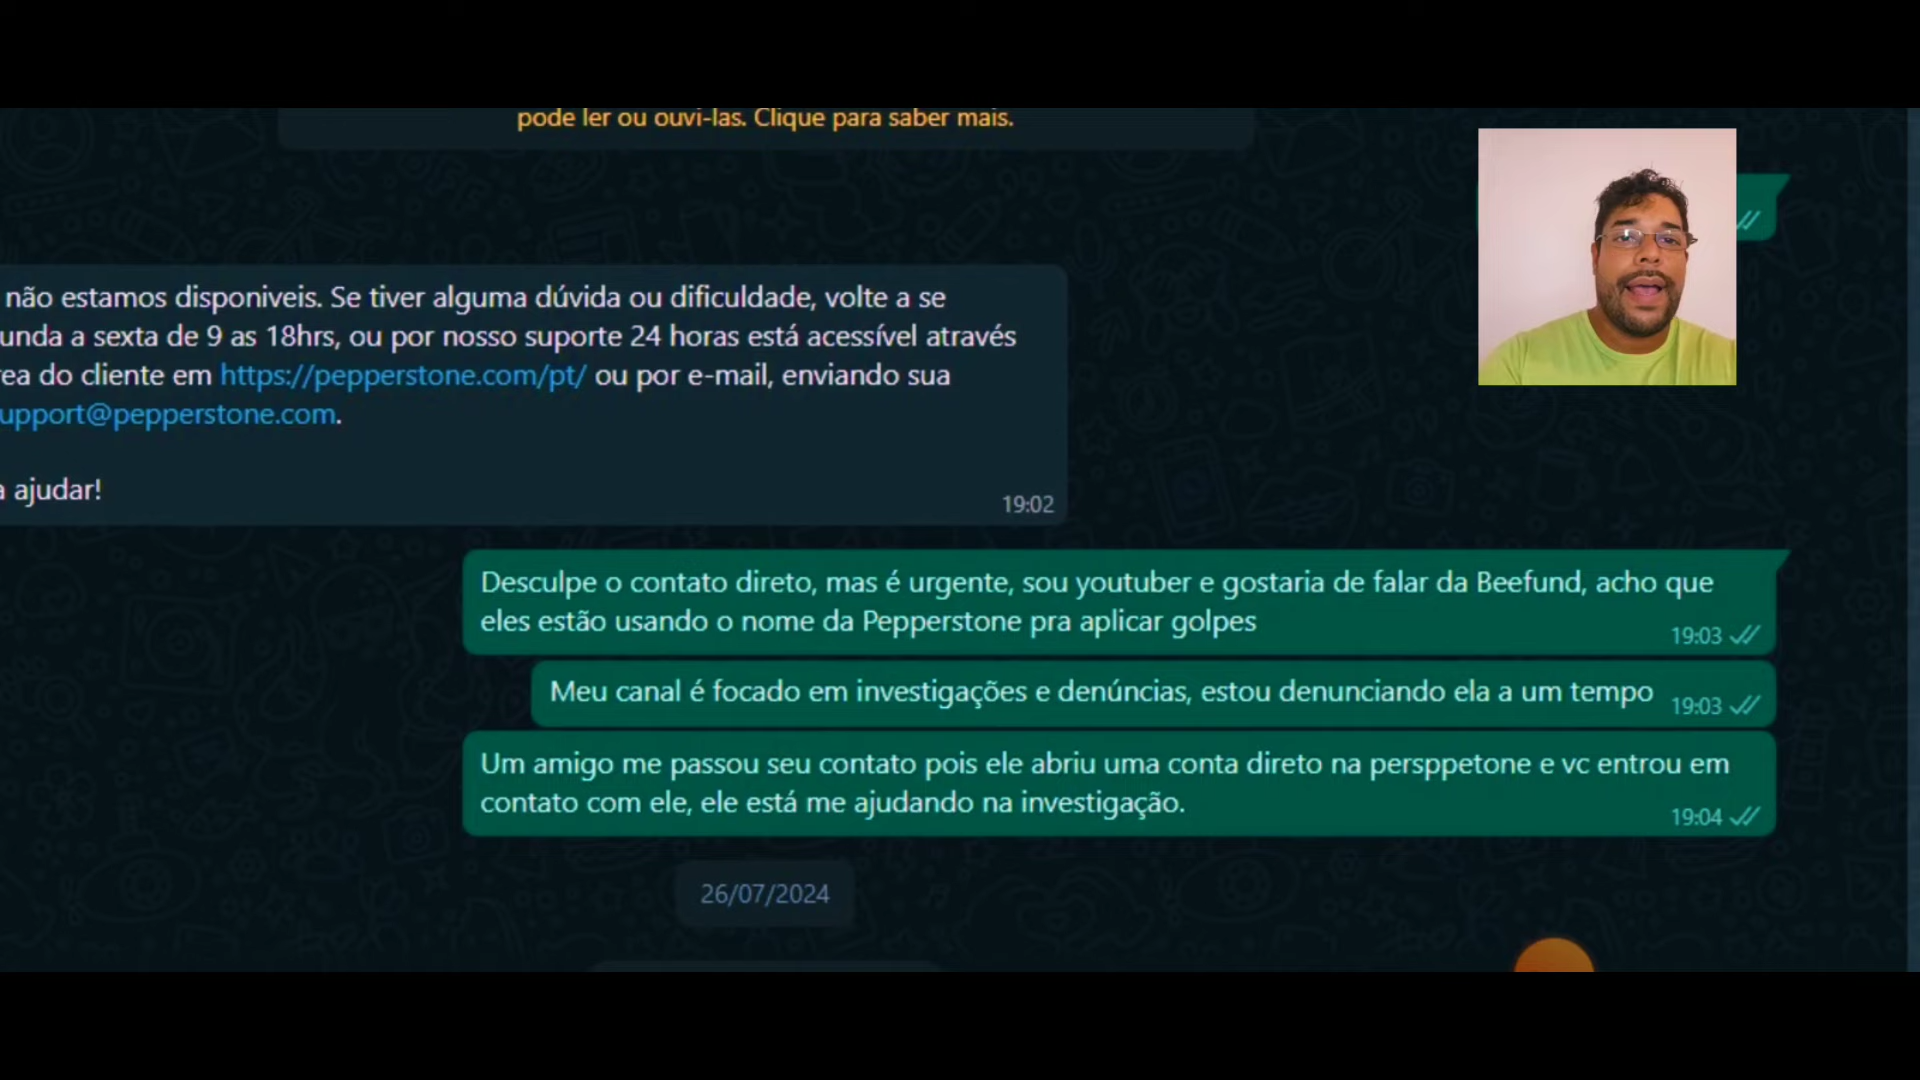 pode ler ou ouvi-las. Clique para saber mais.
não estamos disponiveis. Se tiver alguma dúvida ou dificuldade, volte a se
unda a sexta de 9 as 18hrs, ou por nosso suporte 24 horas está acessível através
rea do cliente em https://pepperstone.com/pt/ ou por e-mail, enviando sua
upport@pepperstone.com.
a ajudar!
19:02
Desculpe o contato direto, mas é urgente, sou youtuber e gostaria de falar da Beefund, acho que
eles estão usando o nome da Pepperstone pra aplicar golpes
19:03
Meu canal é focado em investigações e denúncias, estou denunciando ela a um tempo
19:03
Um amigo me passou seu contato pois ele abriu uma conta direto na persppetone e vc entrou em
contato com ele, ele está me ajudando na investigação.
19:04
26/07/2024